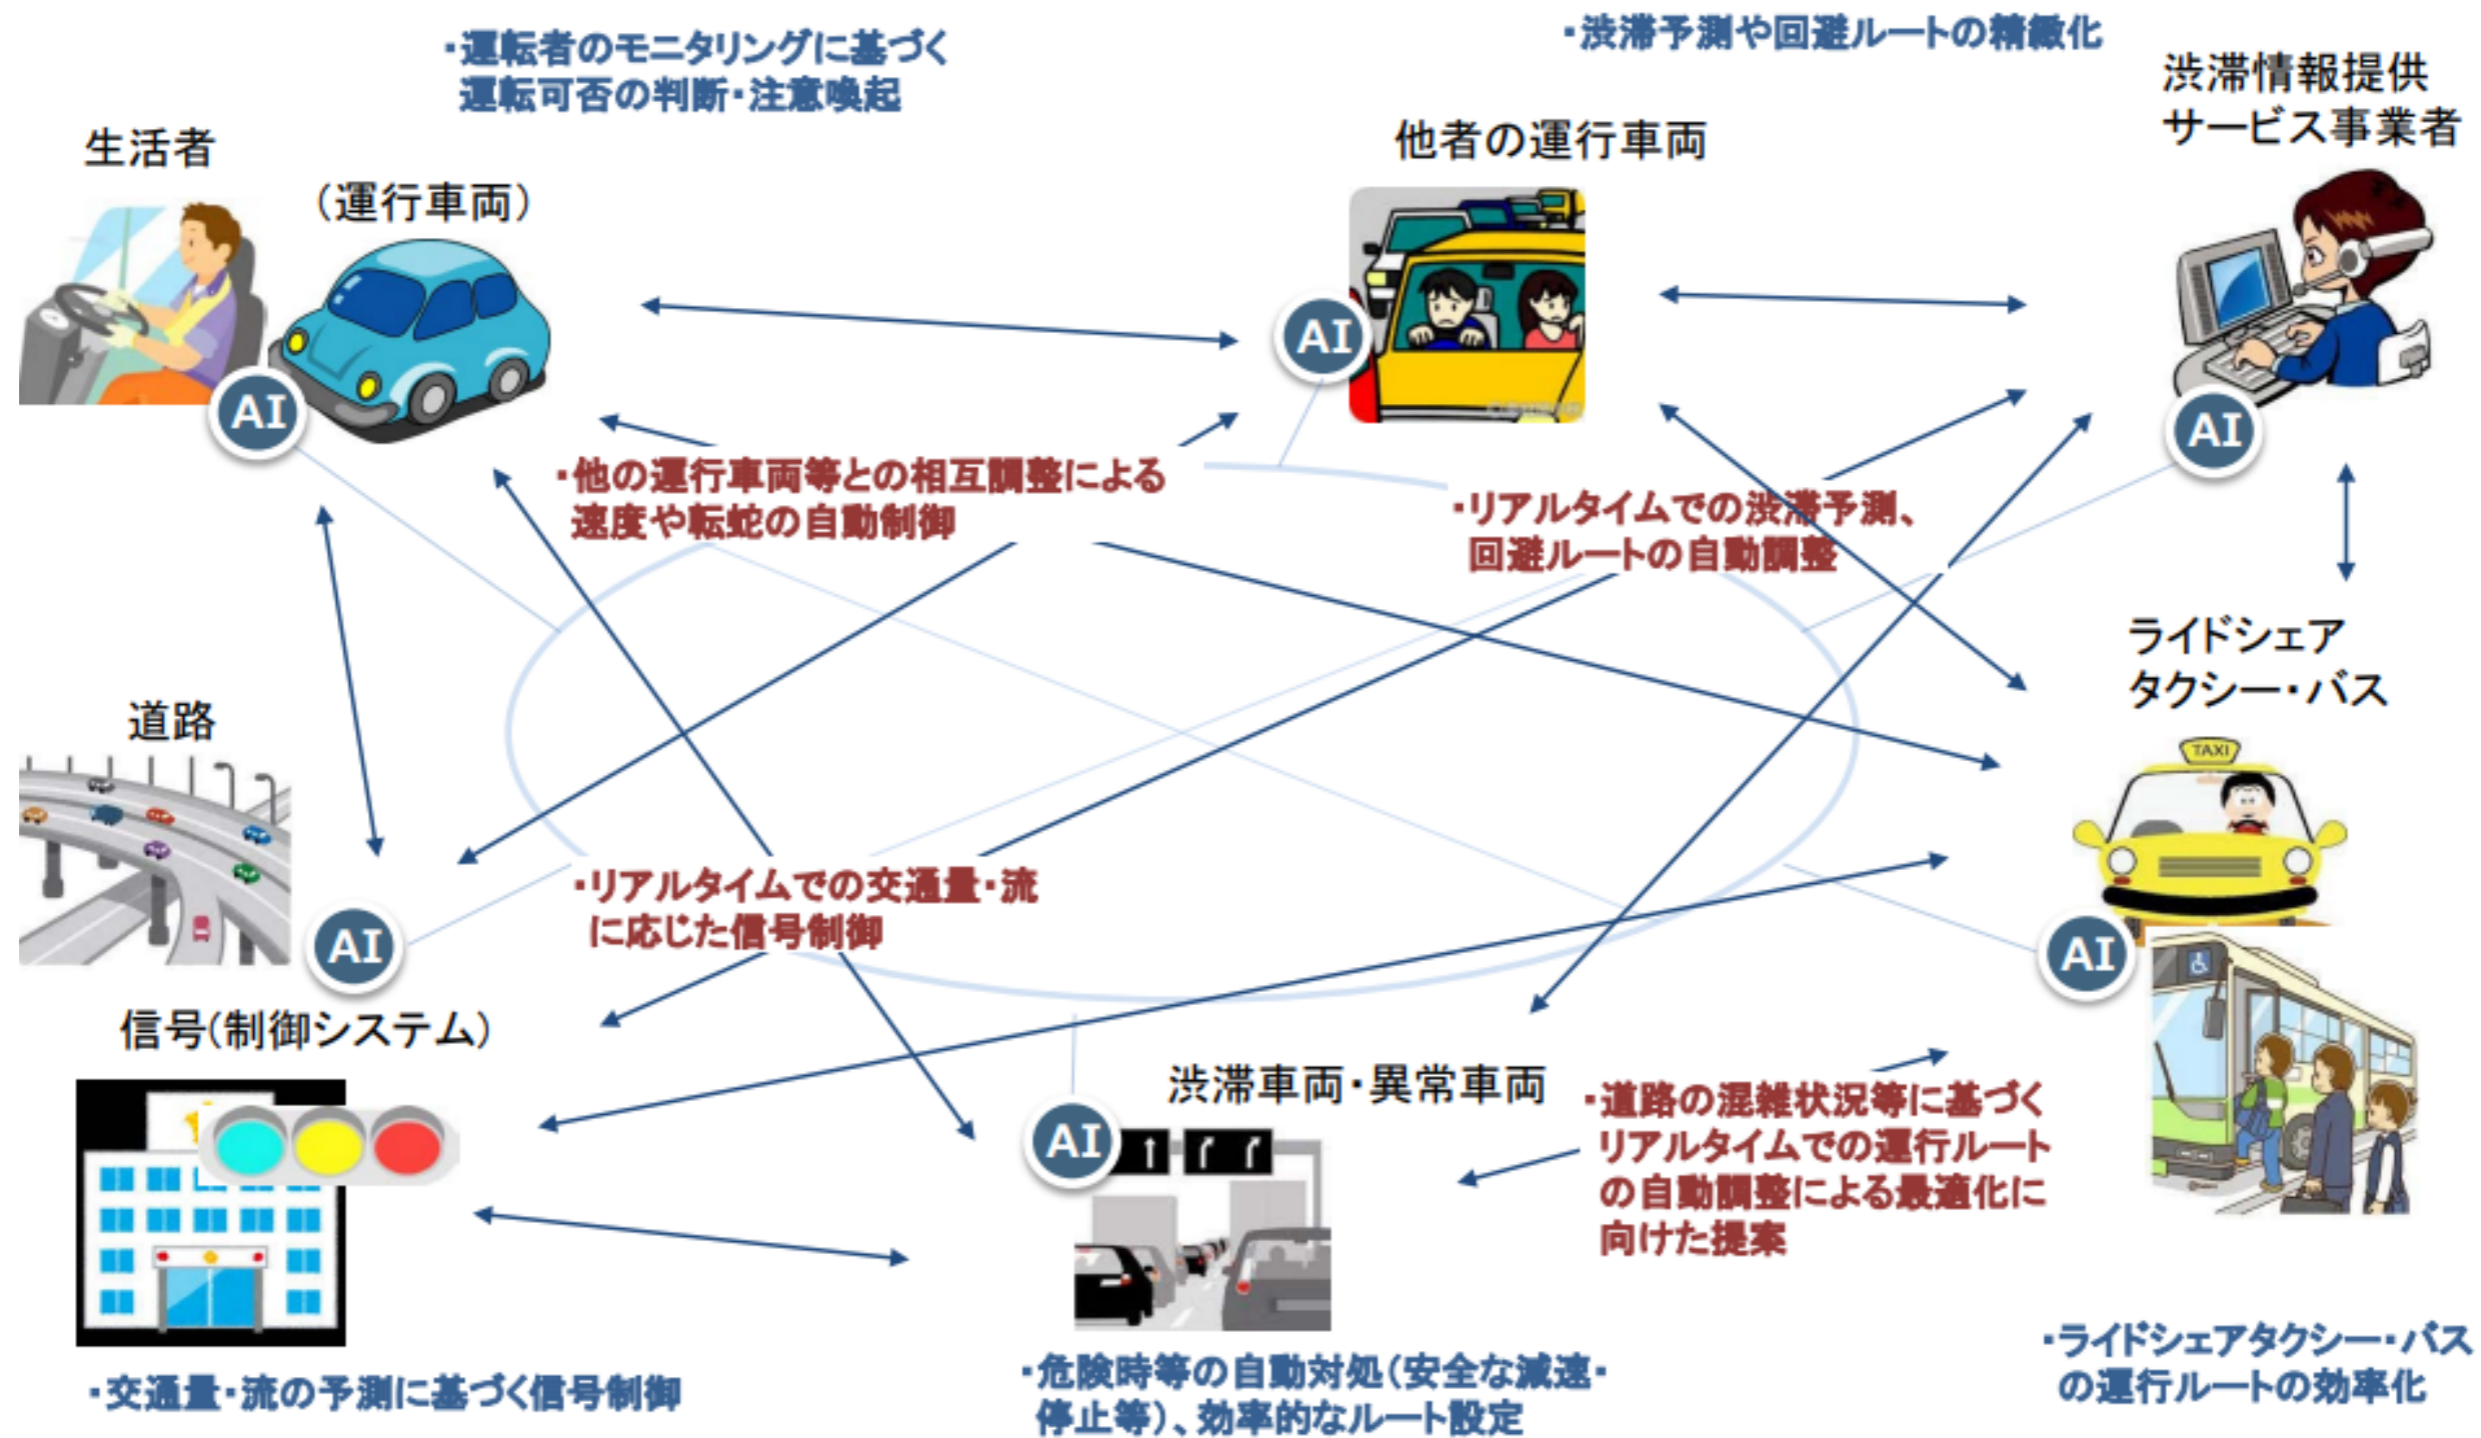 ・運転者のモニタリングに基づく
運転可否の判断・注意喚起
・渋滞予測や回避ルートの精緻化
渋滞情報提供
サービス事業者
生活者
(運行車両)
他者の運行車両
AI
AI
AI
・他の運行車両等との相互調整による
速度や転蛇の自動制御
・リアルタイムでの渋滞予測、
回避ルートの自動調整
ライドシェア
タクシー・バス
道路
TAXI
・リアルタイムでの交通量・流
に応じた信号制御
AI
AI
信号(制御システム)
渋滞車両・異常車両
AI
・道路の混雑状況等に基づく
リアルタイムでの運行ルート
の自動調整による最適化に
向けた提案
・交通量・流の予測に基づく信号制御
・危険時等の自動対処(安全な減速・
停止等)、効率的なルート設定
・ライドシェアタクシー・バス
の運行ルートの効率化